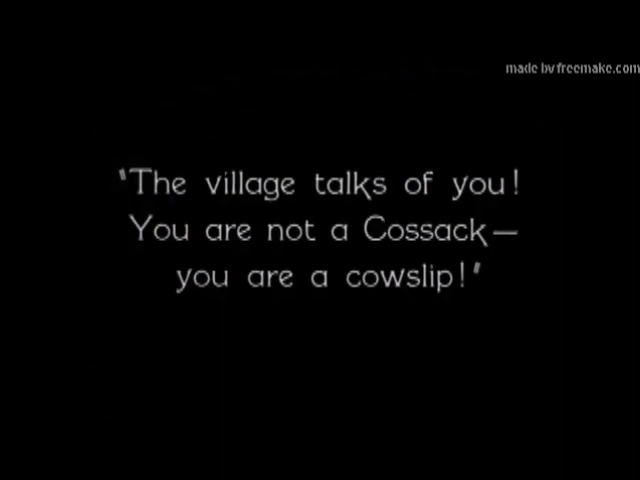 made by freemake.com
"The village talks of you!
You are not a Cossack—
you are a cowslip!"